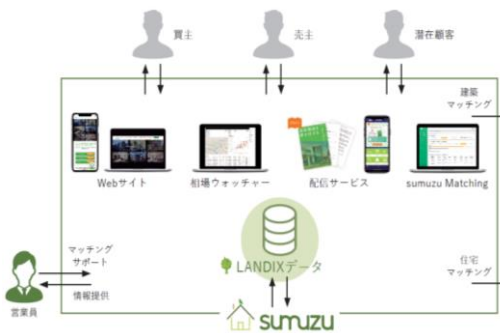 買主
売主
潜在顧客
建築
マッチング
Webサイト
相場ウォッチャー
配信サービス
sumuzu Matching
マッチング
サポート
LANDIXデータ
住宅
マッチング
情報提供
営業員
sumuzu